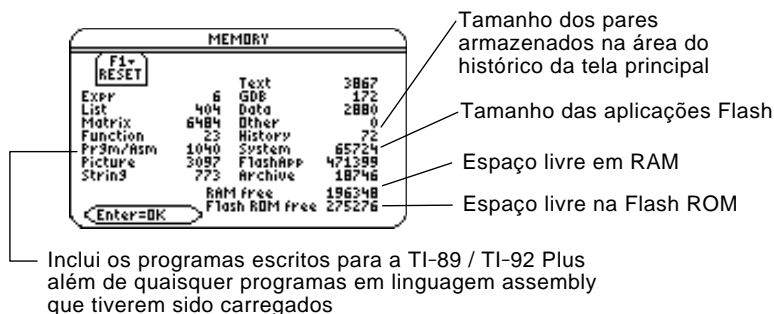 MEMORY
F1▾
RESET
Expr 6
List 404
Matrix 6484
Function 23
Prgm/Asm 1040
Picture 3097
String 773
Text 3867
GDB 172
Data 2880
Other 0
History 72
System 65724
FlashApp 471399
Archive 18746
RAM free 196348
Flash ROM free 275276
Enter=OK
Tamanho dos pares
armazenados na área do
histórico da tela principal
Tamanho das aplicações Flash
Espaço livre em RAM
Espaço livre na Flash ROM
Inclui os programas escritos para a TI-89 / TI-92 Plus
além de quaisquer programas em linguagem assembly
que tiverem sido carregados